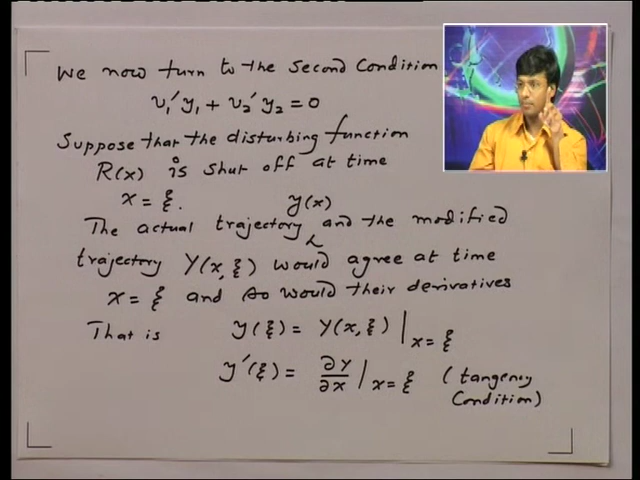 We now turn to the second Condition
v₁′y₁ + v₂′y₂ = 0
Suppose that the disturbing function
R(x) is shut off at time
x = ξ. y(x)
The actual trajectory and the modified
trajectory Y(x, ξ) would agree at time
x = ξ and so would their derivatives
That is y(ξ) = Y(x, ξ) |x = ξ
y′(ξ) = ∂Y/∂x |x = ξ (tangency
Condition)